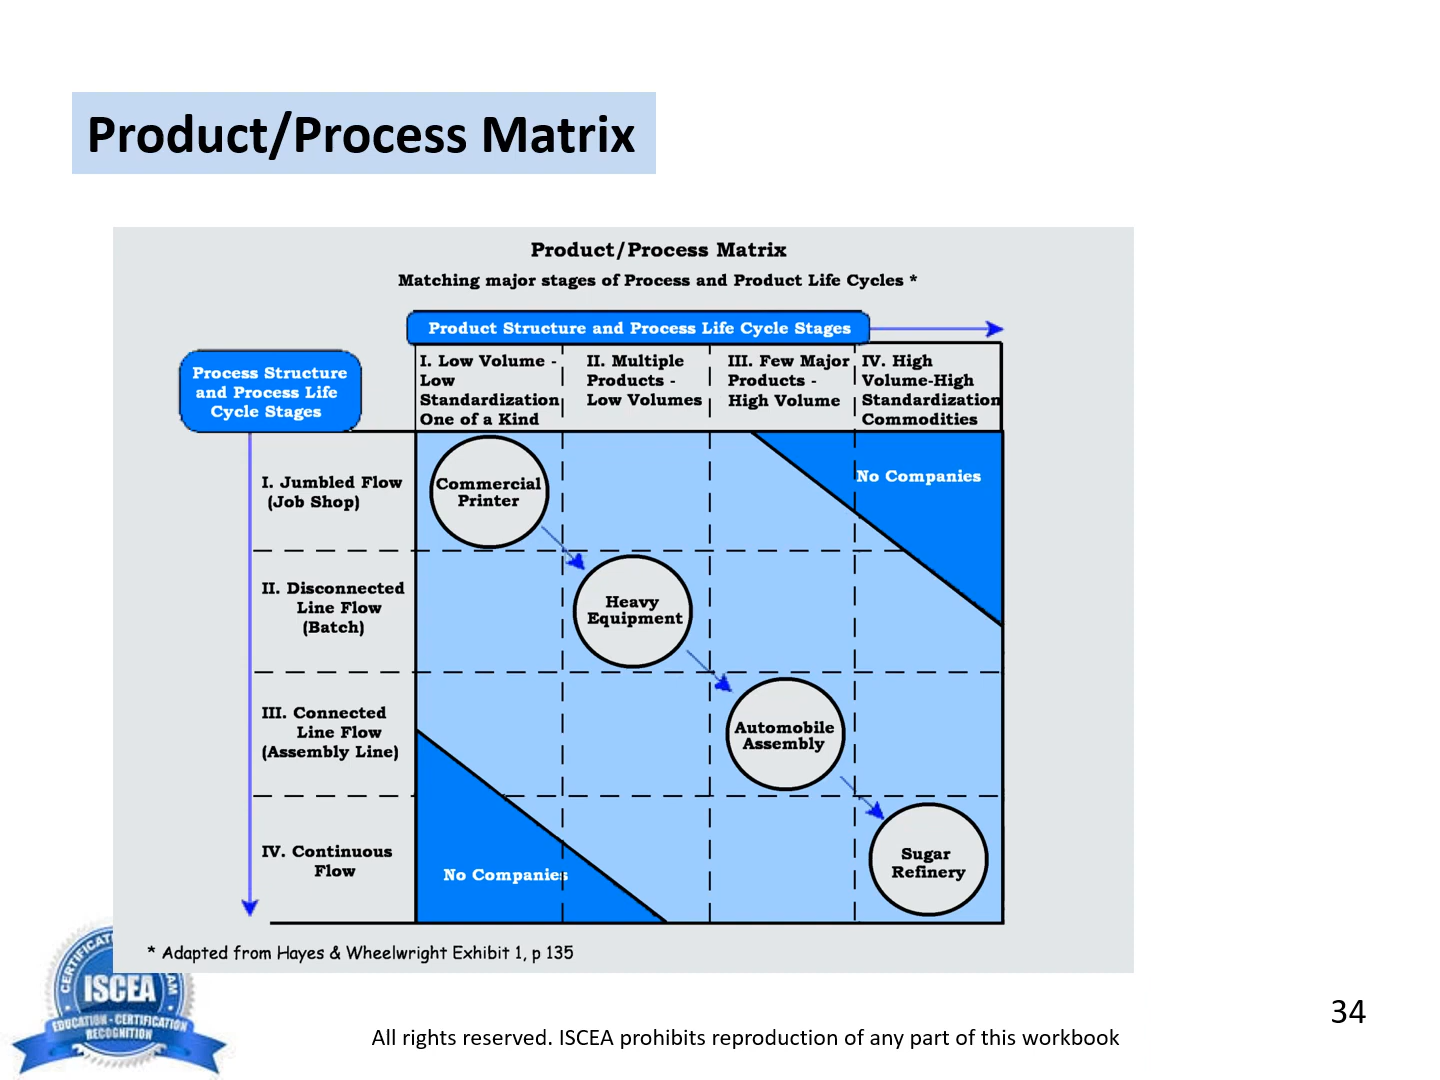 Product/Process Matrix
Product/Process Matrix
Matching major stages of Process and Product Life Cycles *
Product Structure and Process Life Cycle Stages
Process Structure
and Process Life
Cycle Stages
I. Low Volume -
Low
Standardization
One of a Kind
II. Multiple
Products -
Low Volumes
III. Few Major
Products -
High Volume
IV. High
Volume-High
Standardization
Commodities
I. Jumbled Flow
(Job Shop)
Commercial
Printer
No Companies
II. Disconnected
Line Flow
(Batch)
Heavy
Equipment
III. Connected
Line Flow
(Assembly Line)
Automobile
Assembly
IV. Continuous
Flow
No Companies
Sugar
Refinery
* Adapted from Hayes & Wheelwright Exhibit 1, p 135
ISCEA
EDUCATION - CERTIFICATION
RECOGNITION
All rights reserved. ISCEA prohibits reproduction of any part of this workbook
34